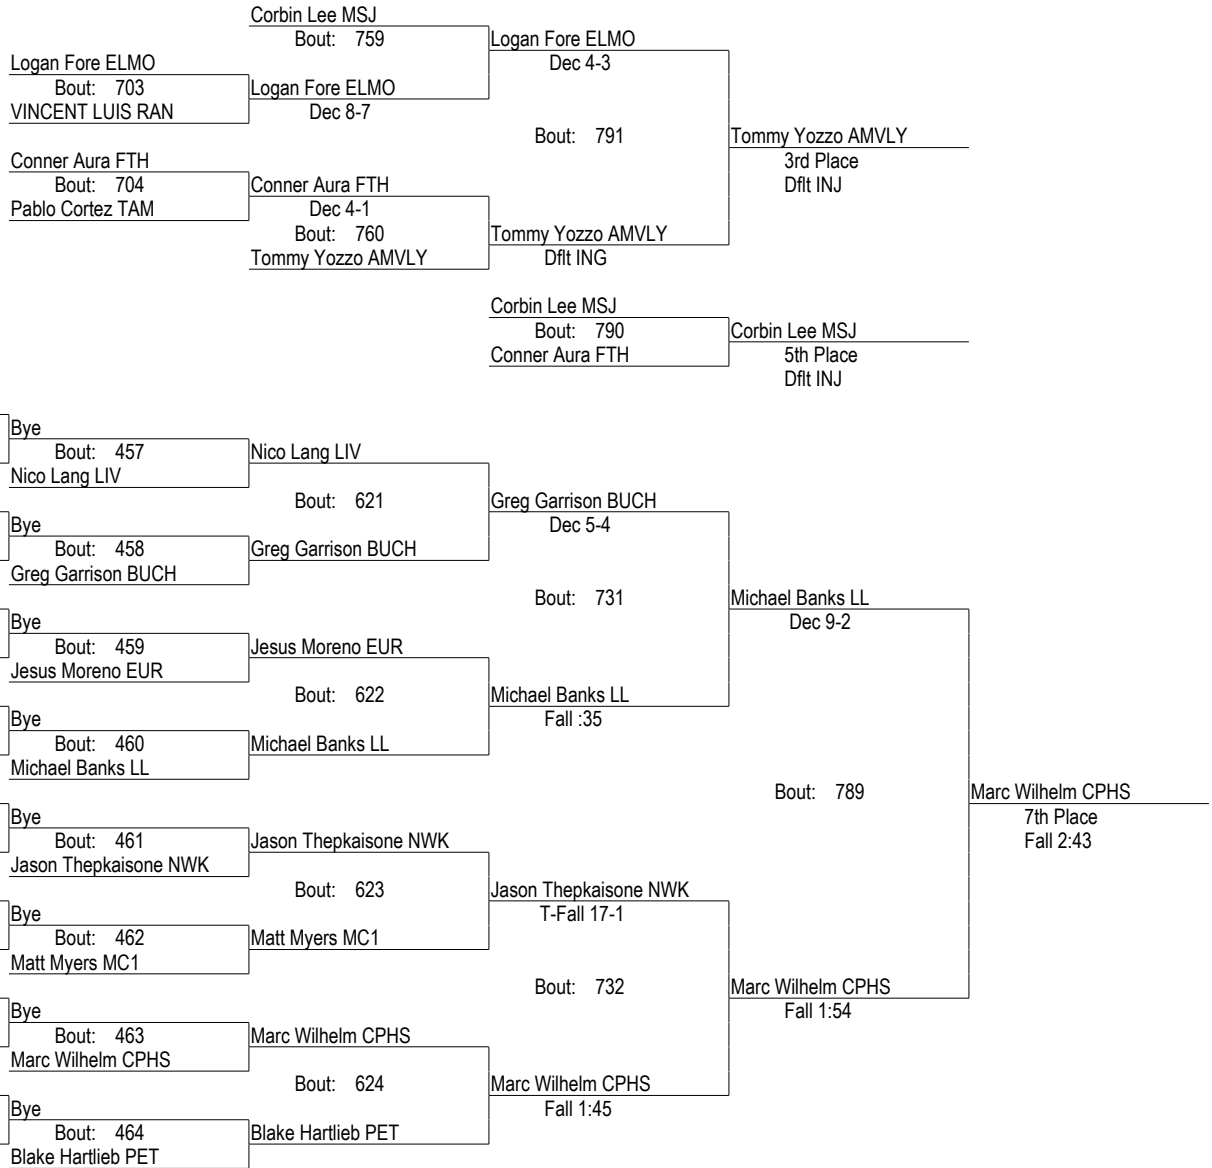 Corbin Lee MSJ
Bout: 759
Logan Fore ELMO
Dec 4-3
Logan Fore ELMO
Bout: 703
VINCENT LUIS RAN
Logan Fore ELMO
Dec 8-7
Bout: 791
Tommy Yozzo AMVLY
3rd Place
Dflt INJ
Conner Aura FTH
Bout: 704
Pablo Cortez TAM
Conner Aura FTH
Dec 4-1
Bout: 760
Tommy Yozzo AMVLY
Tommy Yozzo AMVLY
Dflt ING
Corbin Lee MSJ
Bout: 790
Conner Aura FTH
Corbin Lee MSJ
5th Place
Dflt INJ
Bye
Bout: 457
Nico Lang LIV
Nico Lang LIV
Bout: 621
Greg Garrison BUCH
Dec 5-4
Bye
Bout: 458
Greg Garrison BUCH
Greg Garrison BUCH
Bout: 731
Michael Banks LL
Dec 9-2
Bye
Bout: 459
Jesus Moreno EUR
Jesus Moreno EUR
Bout: 622
Michael Banks LL
Fall :35
Bye
Bout: 460
Michael Banks LL
Michael Banks LL
Bout: 789
Marc Wilhelm CPHS
7th Place
Fall 2:43
Bye
Bout: 461
Jason Thepkaisone NWK
Jason Thepkaisone NWK
Bout: 623
Jason Thepkaisone NWK
T-Fall 17-1
Bye
Bout: 462
Matt Myers MC1
Matt Myers MC1
Bout: 732
Marc Wilhelm CPHS
Fall 1:54
Bye
Bout: 463
Marc Wilhelm CPHS
Marc Wilhelm CPHS
Bout: 624
Marc Wilhelm CPHS
Fall 1:45
Bye
Bout: 464
Blake Hartlieb PET
Blake Hartlieb PET